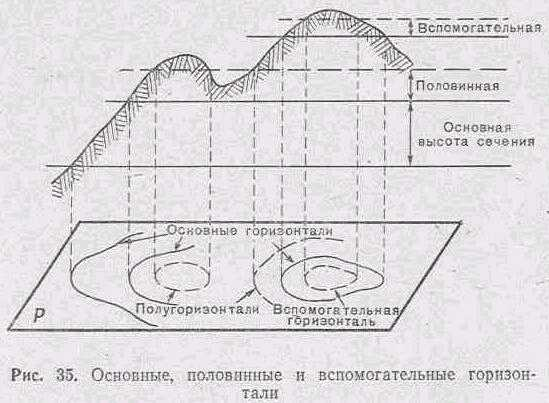 Вспомогательная
Половинная
Основная
высота сечения
Основные горизонтали
Полугоризонтали
Вспомогательная
горизонталь
P
Рис. 35. Основные, половинные и вспомогательные горизон-
тали